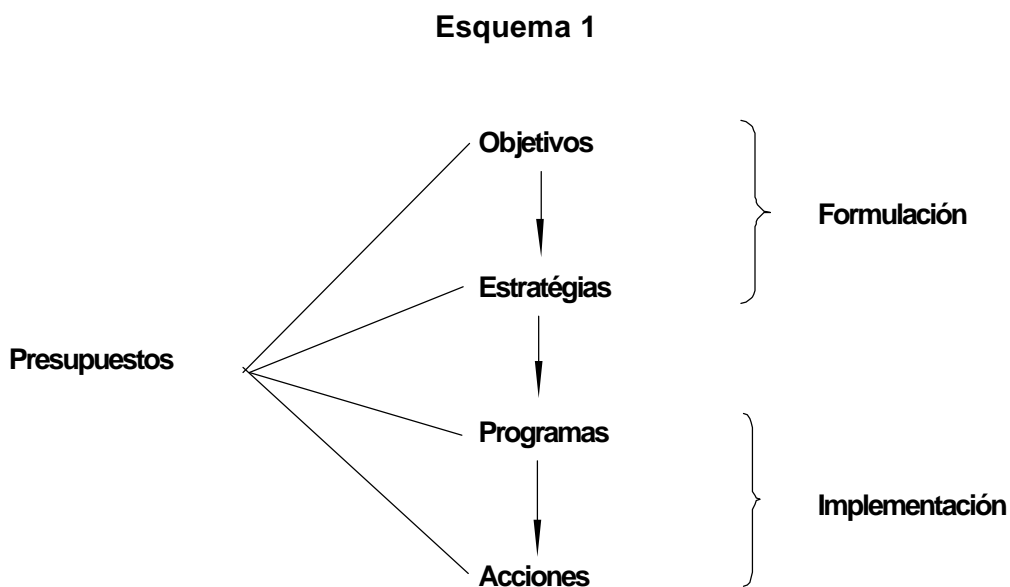 Esquema 1
Objetivos
Formulación
Estratégias
Presupuestos
Programas
Implementación
Acciones